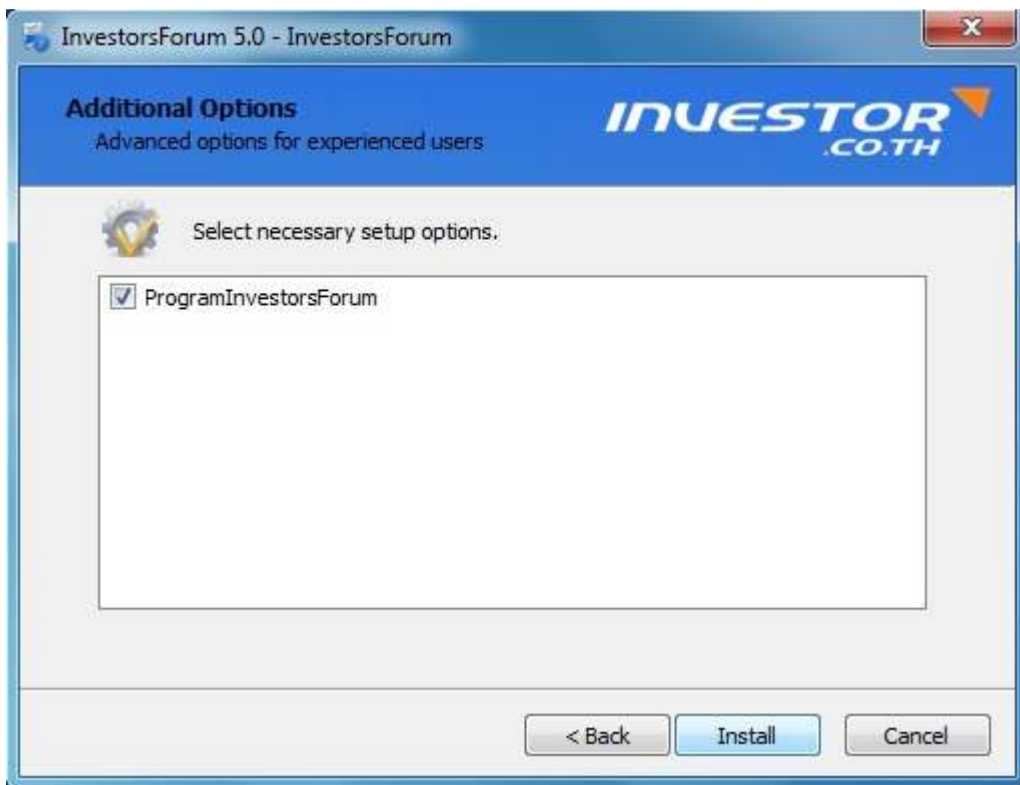 InvestorsForum 5.0 - InvestorsForum
Additional Options
Advanced options for experienced users
INVESTOR
.CO.TH
Select necessary setup options.
ProgramInvestorsForum
< Back
Install
Cancel